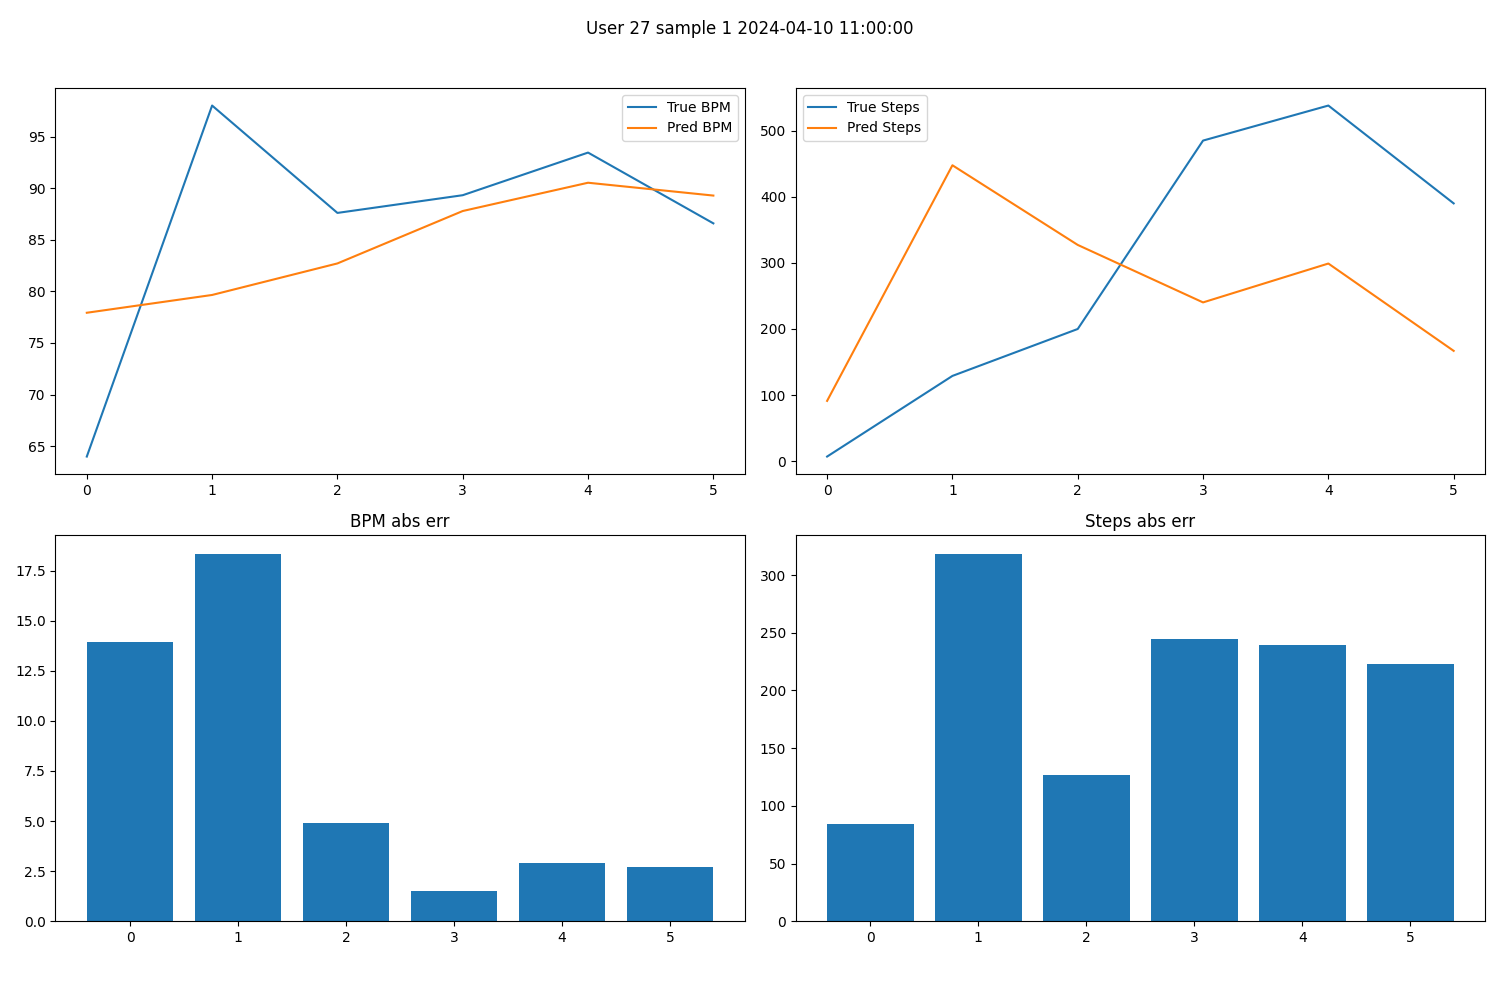 User 27 sample 1 2024-04-10 11:00:00
True BPM
Pred BPM
95
90
85
80
75
70
65
0 1 2 3 4 5
True Steps
Pred Steps
500
400
300
200
100
0
0 1 2 3 4 5
BPM abs err
17.5
15.0
12.5
10.0
7.5
5.0
2.5
0.0
0 1 2 3 4 5
Steps abs err
300
250
200
150
100
50
0
0 1 2 3 4 5